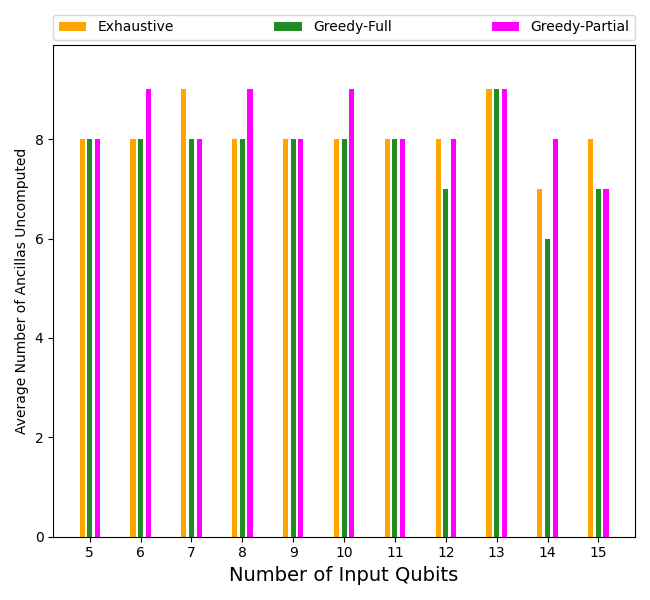 Exhaustive Greedy-Full Greedy-Partial
Average Number of Ancillas Uncomputed
8
6
4
2
0
5 6 7 8 9 10 11 12 13 14 15
Number of Input Qubits